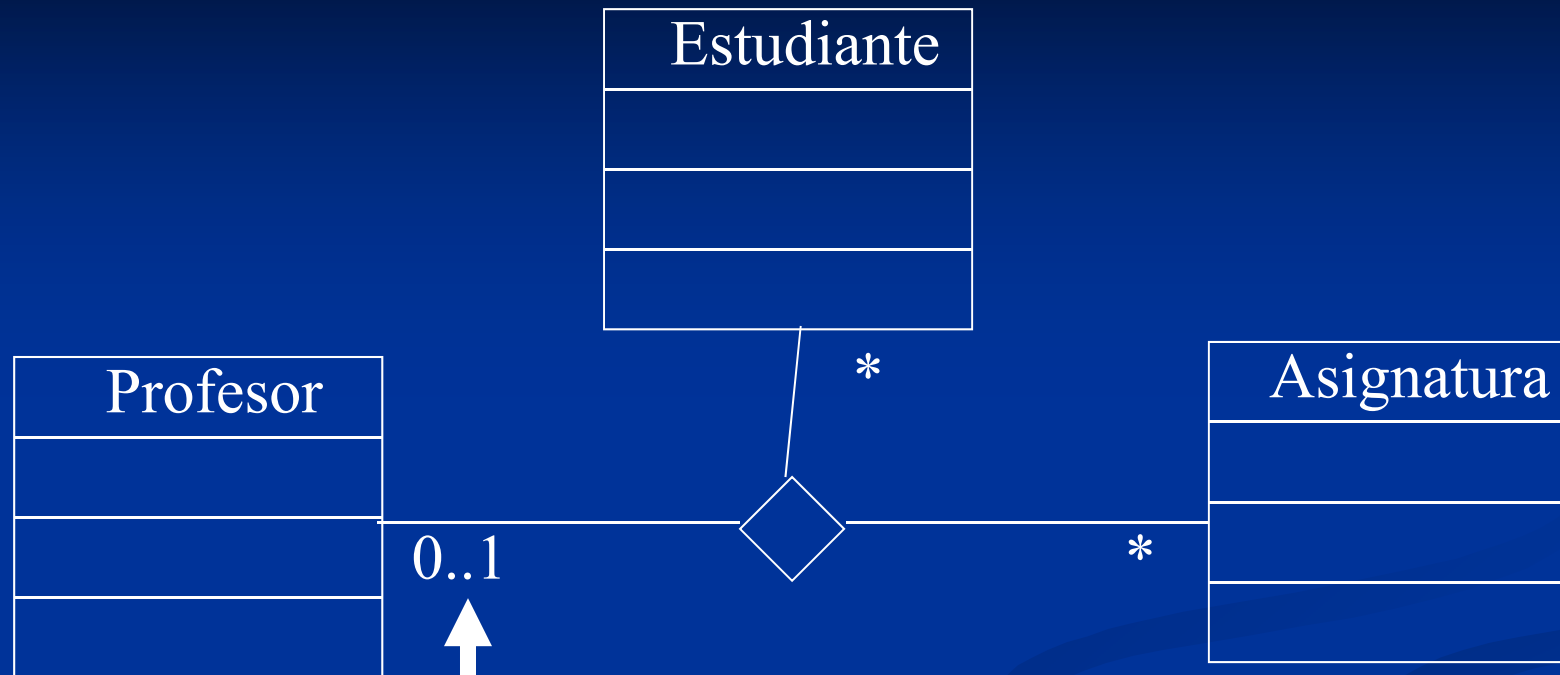 Estudiante
*
Profesor
Asignatura
0..1
*